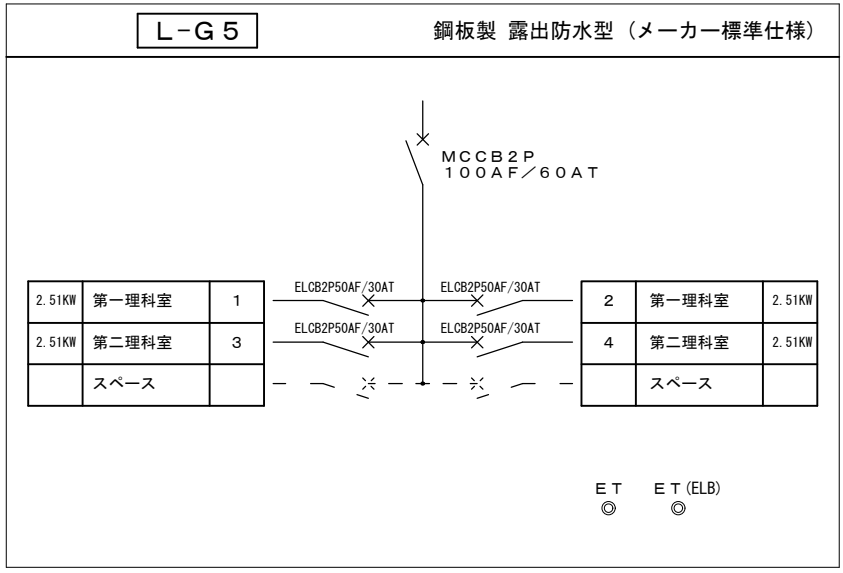 L-G5
鋼板製 露出防水型（メーカー標準仕様）
MCCB2P
100AF／60AT
2.51KW 第一理科室 1 ELCB2P50AF/30AT ELCB2P50AF/30AT 2 第一理科室 2.51KW
2.51KW 第二理科室 3 ELCB2P50AF/30AT ELCB2P50AF/30AT 4 第二理科室 2.51KW
スペース スペース
ET ET(ELB)